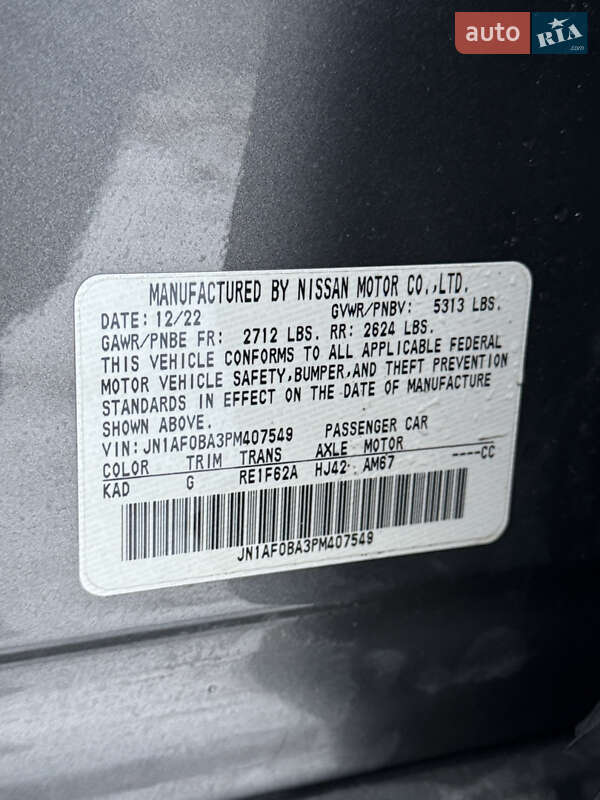 auto RIA .com
MANUFACTURED BY NISSAN MOTOR CO.,LTD.
DATE: 12/22 GVWR/PNBV: 5313 LBS.
GAWR/PNBE FR: 2712 LBS. RR: 2624 LBS.
THIS VEHICLE CONFORMS TO ALL APPLICABLE FEDERAL
MOTOR VEHICLE SAFETY,BUMPER,AND THEFT PREVENTION
STANDARDS IN EFFECT ON THE DATE OF MANUFACTURE
SHOWN ABOVE.
VIN: JN1AF0BA3PM407549 PASSENGER CAR
COLOR TRIM TRANS AXLE MOTOR
KAD G RE1F62A HJ42 AM67 ----CC
JN1AF0BA3PM407549